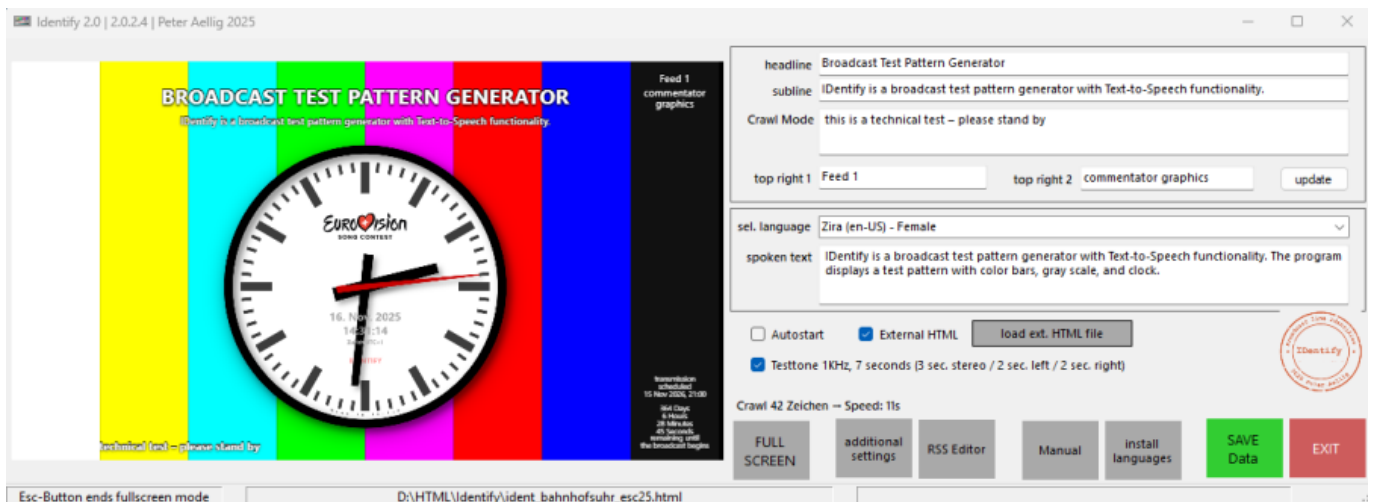 IDentify 2.0 | 2.0.2.4 | Peter Aellig 2025
BROADCAST TEST PATTERN GENERATOR
IDentify is a broadcast test pattern generator with Text-to-Speech functionality.
Feed 1
commentator
graphics
EUROVISION
SONG CONTEST
16. Nov. 2025
14:31:14
transmission
scheduled
15 Nov 2026, 21:00
364 Days
6 Hours
28 Minutes
45 Seconds
remaining until
the broadcast begins
technical test – please stand by
headline
Broadcast Test Pattern Generator
subline
IDentify is a broadcast test pattern generator with Text-to-Speech functionality.
Crawl Mode
this is a technical test – please stand by
top right 1
Feed 1
top right 2
commentator graphics
update
sel. language
Zira (en-US) - Female
spoken text
IDentify is a broadcast test pattern generator with Text-to-Speech functionality. The program
displays a test pattern with color bars, gray scale, and clock.
Autostart
External HTML
load ext. HTML file
Testtone 1KHz, 7 seconds (3 sec. stereo / 2 sec. left / 2 sec. right)
IDentify
Crawl 42 Zeichen -- Speed: 11s
FULL
SCREEN
additional
settings
RSS Editor
Manual
install
languages
SAVE
Data
EXIT
Esc-Button ends fullscreen mode
D:\HTML\Identify\ident_bahnhofsuhr_esc25.html